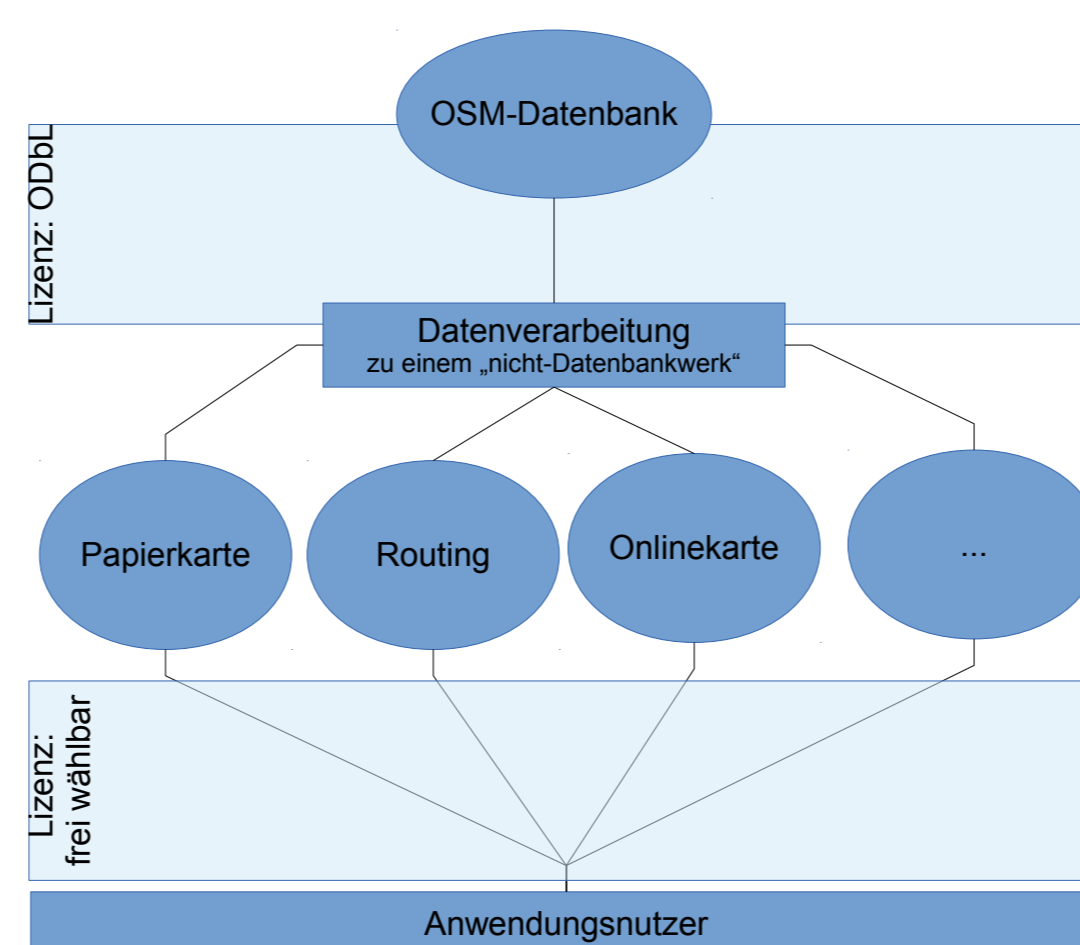 OSM-Datenbank
Lizenz: ODbL
Datenverarbeitung
zu einem „nicht-Datenbankwerk“
Papierkarte
Routing
Onlinekarte
...
Lizenz:
frei wählbar
Anwendungsnutzer